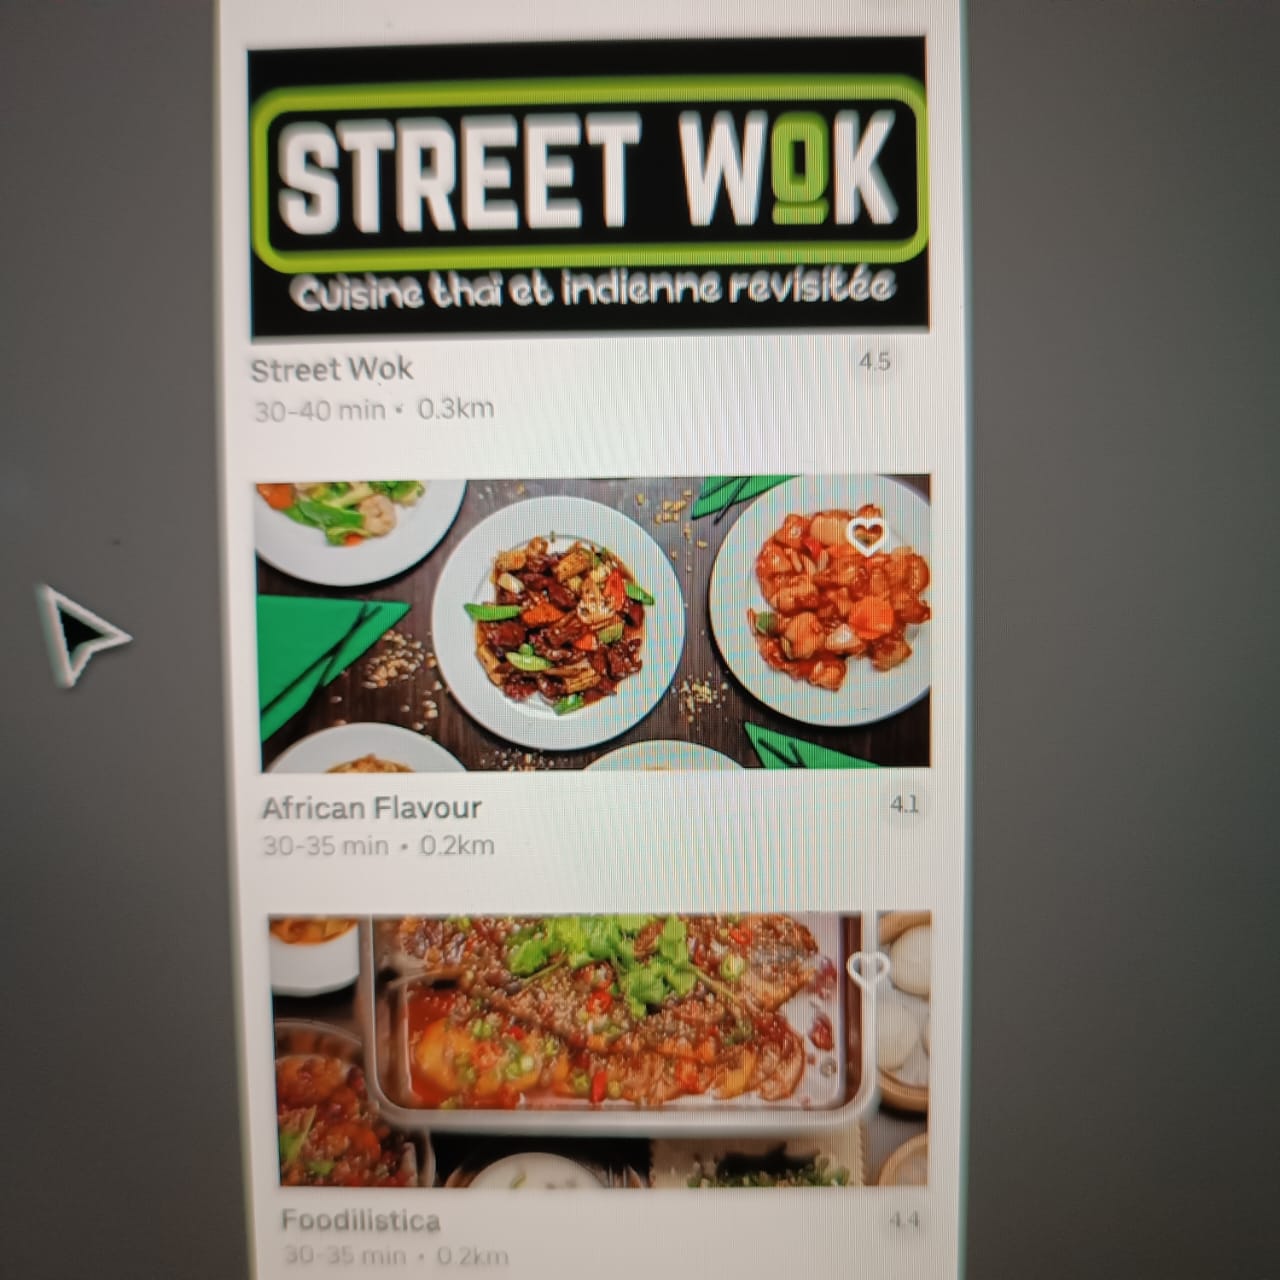 STREET WOK
Cuisine thaï et indienne revisitée
Street Wok
4.5
30-40 min • 0.3km
African Flavour
4.1
30-35 min • 0.2km
Foodilistica
4.4
30-35 min • 0.2km